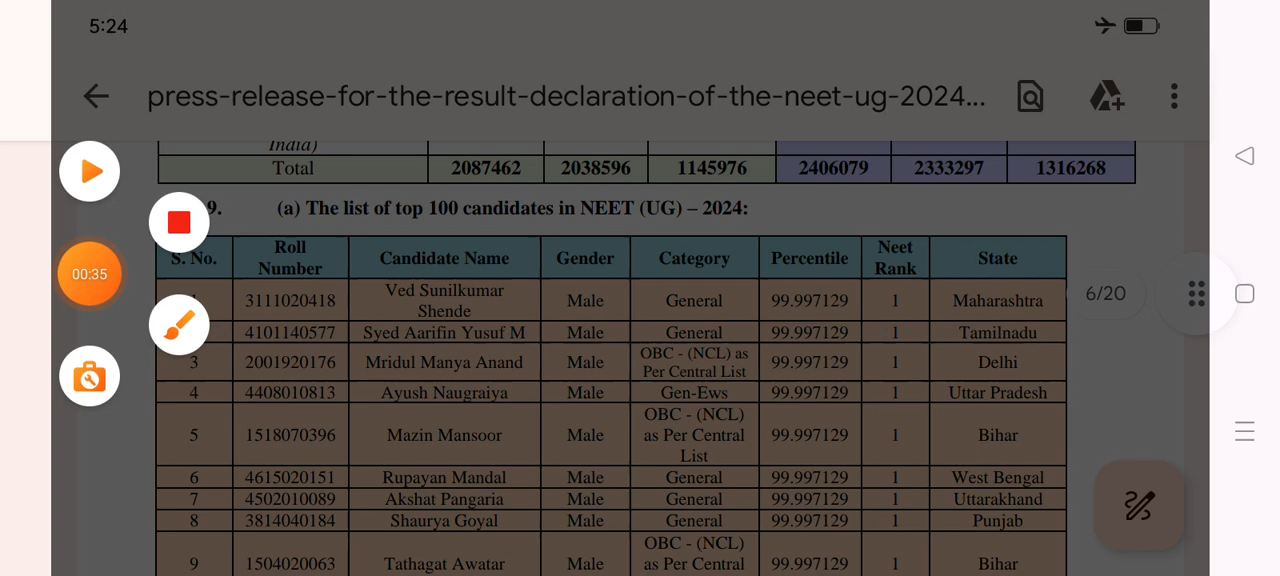 5:24
press-release-for-the-result-declaration-of-the-neet-ug-2024...
India)
Total 2087462 2038596 1145976 2406079 2333297 1316268
9. (a) The list of top 100 candidates in NEET (UG) – 2024:
S. No. Roll Number Candidate Name Gender Category Percentile Neet Rank State
3111020418 Ved Sunilkumar Shende Male General 99.997129 1 Maharashtra
4101140577 Syed Aarifin Yusuf M Male General 99.997129 1 Tamilnadu
3 2001920176 Mridul Manya Anand Male OBC - (NCL) as Per Central List 99.997129 1 Delhi
4 4408010813 Ayush Naugraiya Male Gen-Ews 99.997129 1 Uttar Pradesh
5 1518070396 Mazin Mansoor Male OBC - (NCL) as Per Central List 99.997129 1 Bihar
6 4615020151 Rupayan Mandal Male General 99.997129 1 West Bengal
7 4502010089 Akshat Pangaria Male General 99.997129 1 Uttarakhand
8 3814040184 Shaurya Goyal Male General 99.997129 1 Punjab
9 1504020063 Tathagat Awatar Male OBC - (NCL) as Per Central 99.997129 1 Bihar
00:35
6/20